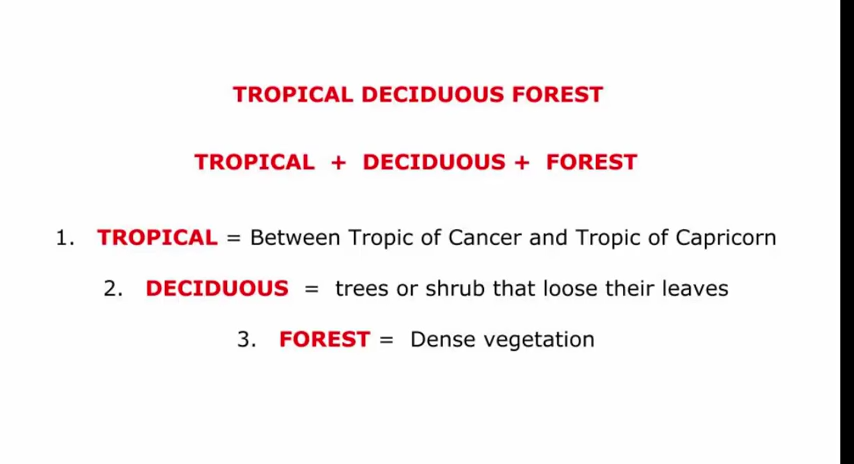 TROPICAL DECIDUOUS FOREST
TROPICAL + DECIDUOUS + FOREST
1. TROPICAL = Between Tropic of Cancer and Tropic of Capricorn
2. DECIDUOUS = trees or shrub that loose their leaves
3. FOREST = Dense vegetation